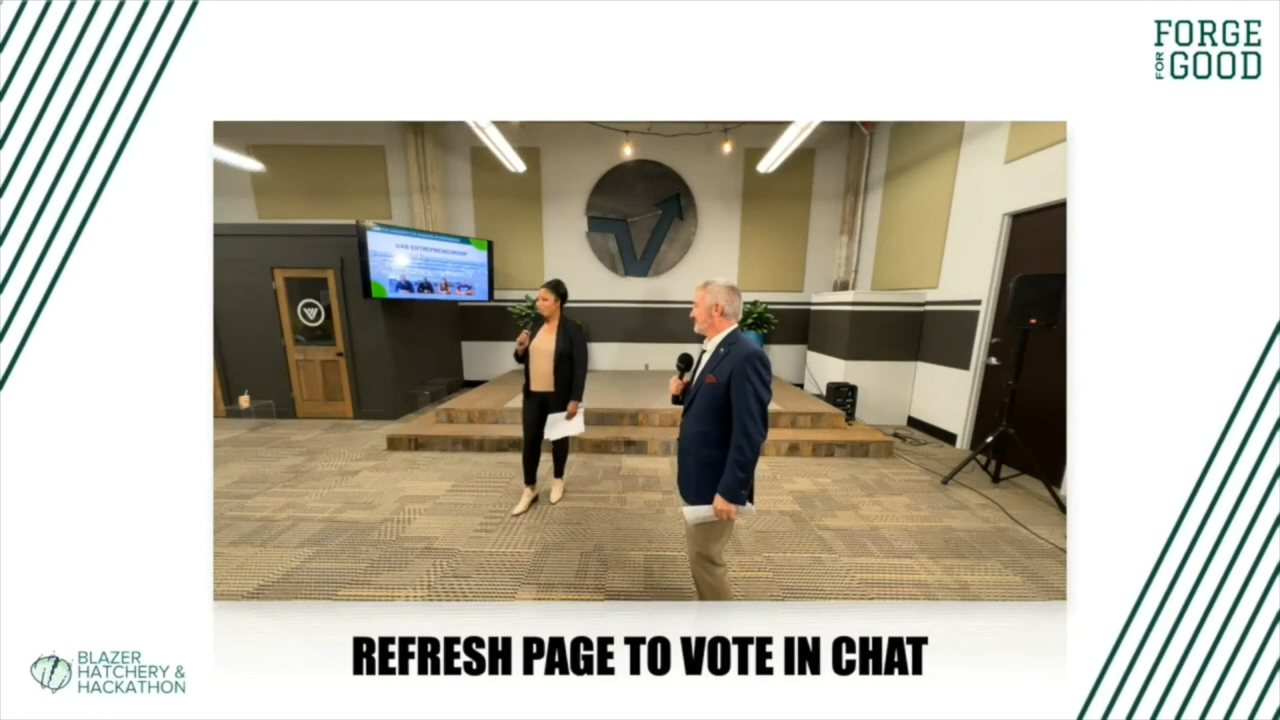 FORGE
FOR GOOD
UAB ENTREPRENEURSHIP
REFRESH PAGE TO VOTE IN CHAT
BLAZER
HATCHERY &
HACKATHON